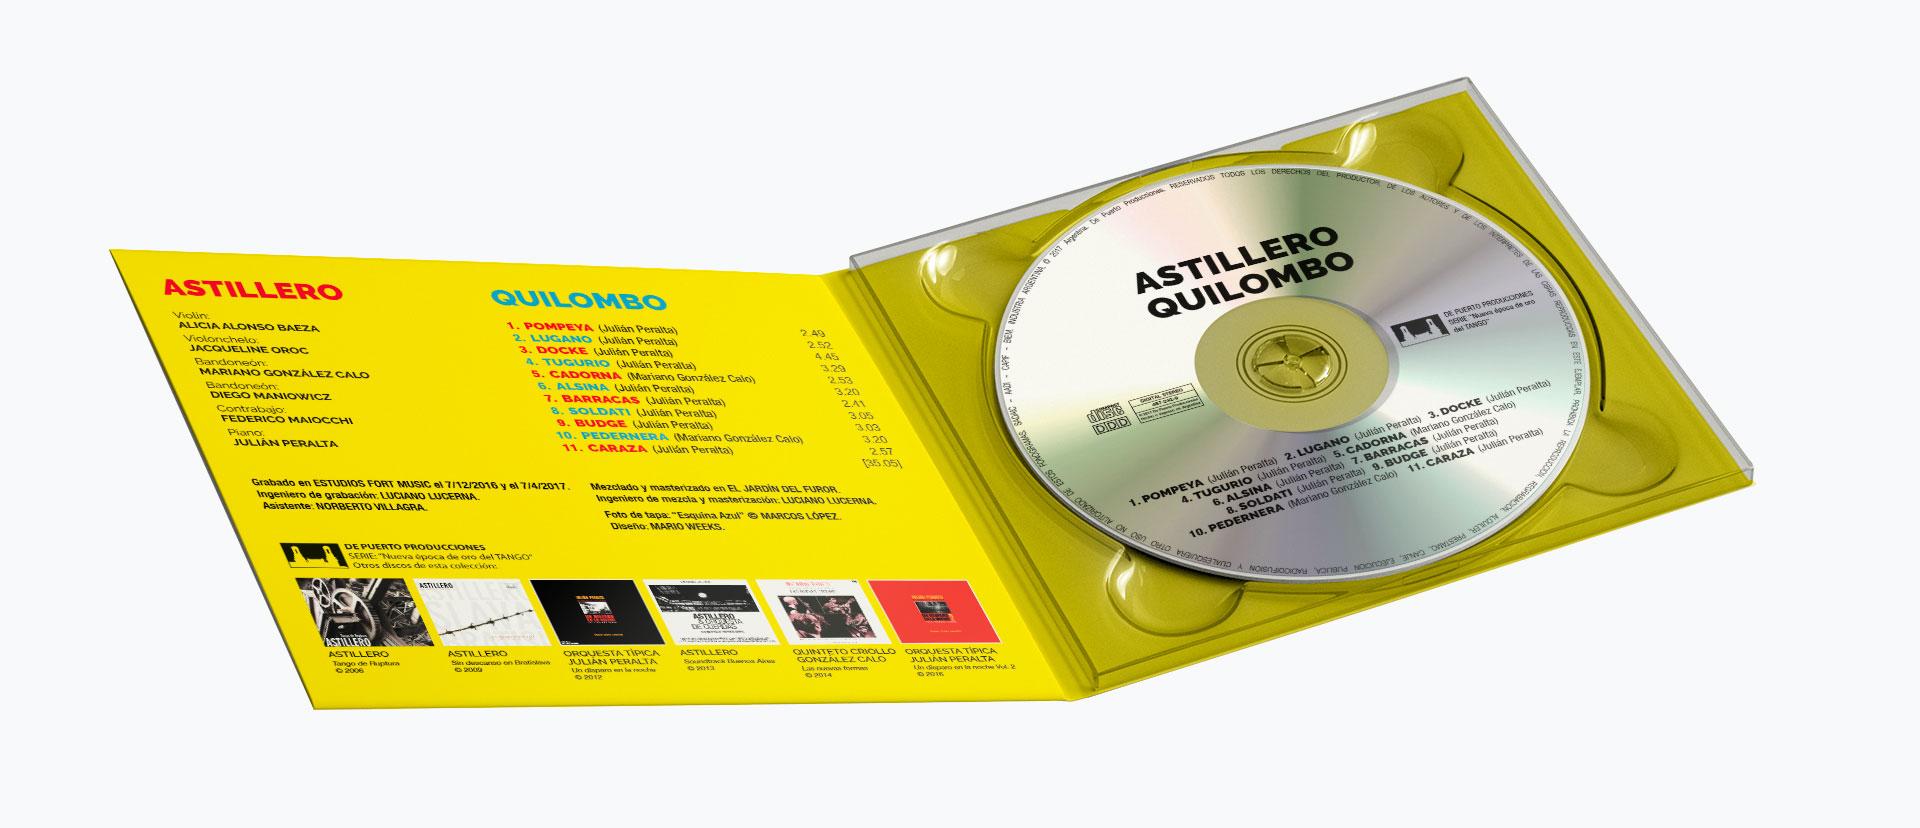 ASTILLERO
Violín:
ALICIA ALONSO BAEZA
Violonchelo:
JACQUELINE OROC
Bandoneón:
MARIANO GONZÁLEZ CALO
Bandoneón:
DIEGO MANIOWICZ
Contrabajo:
FEDERICO MAIOCCHI
Piano:
JULIÁN PERALTA
QUILOMBO
1. POMPEYA (Julián Peralta) 2.49
2. LUGANO (Julián Peralta) 2.52
3. DOCKE (Julián Peralta) 4.45
4. TUGURIO (Julián Peralta) 3.29
5. CADORNA (Mariano González Calo) 2.53
6. ALSINA (Julián Peralta) 3.20
7. BARRACAS (Julián Peralta) 2.41
8. SOLDATI (Julián Peralta) 3.05
9. BUDGE (Julián Peralta) 3.03
10. PEDERNERA (Mariano González Calo) 3.20
11. CARAZA (Julián Peralta) 2.57
[35.05]
Grabado en ESTUDIOS FORT MUSIC el 7/12/2016 y el 7/4/2017.
Ingeniero de grabación: LUCIANO LUCERNA.
Asistente: NORBERTO VILLAGRA.
Mezclado y masterizado en EL JARDÍN DEL FUROR.
Ingeniero de mezcla y masterización: LUCIANO LUCERNA.
Foto de tapa: "Esquina Azul" © MARCOS LÓPEZ.
Diseño: MARIO WEEKS.
DE PUERTO PRODUCCIONES
SERIE: "Nueva época de oro del TANGO"
Otros discos de esta colección:
ASTILLERO
ASTILLERO
ASTILLERO
ASTILLERO
Tango de Ruptura
© 2006
ASTILLERO
Sin descanso en Bratislava
© 2009
ORQUESTA TÍPICA
JULIÁN PERALTA
Un disparo en la noche
© 2012
ASTILLERO
Soundtrack Buenos Aires
© 2013
QUINTETO CRIOLLO
GONZÁLEZ CALO
Las nuevas formas
© 2014
ORQUESTA TÍPICA
JULIÁN PERALTA
Un disparo en la noche Vol. 2
© 2016
ASTILLERO
QUILOMBO
DE PUERTO PRODUCCIONES
SERIE "Nueva época de oro
del TANGO"
COMPACT
disc
DDD
DIGITAL STEREO
1. POMPEYA (Julián Peralta) 2. LUGANO (Julián Peralta) 3. DOCKE (Julián Peralta)
4. TUGURIO (Julián Peralta) 5. CADORNA (Mariano González Calo)
6. ALSINA (Julián Peralta) 7. BARRACAS (Julián Peralta)
8. SOLDATI (Julián Peralta) 9. BUDGE (Julián Peralta)
10. PEDERNERA (Mariano González Calo) 11. CARAZA (Julián Peralta)
INDUSTRIA ARGENTINA. © 2017 Argentina. De Puerto Producciones. RESERVADOS TODOS LOS DERECHOS DEL PRODUCTOR, DE LOS AUTORES Y DE LOS INTERPRETES DE LAS OBRAS REPRODUCIDAS EN ESTE EJEMPLAR. PROHIBIDA LA REPRODUCCION, REGRABACION, ALQUILER, PRESTAMO, CANJE, EJECUCION PUBLICA, RADIODIFUSION Y CUALESQUIERA OTRO USO NO AUTORIZADO DE ESTOS FONOGRAMAS. SADAIC - AADI - CAPIF - BIEM.